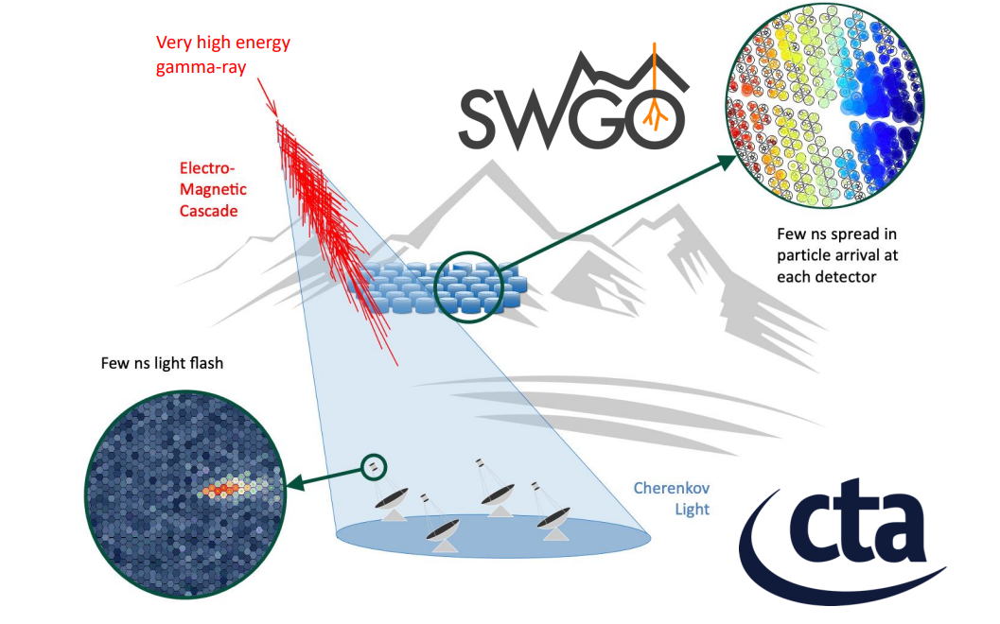 Very high energy
gamma-ray
SWGO
Electro-
Magnetic
Cascade
Few ns spread in
particle arrival at
each detector
Few ns light flash
Cherenkov
Light
cta